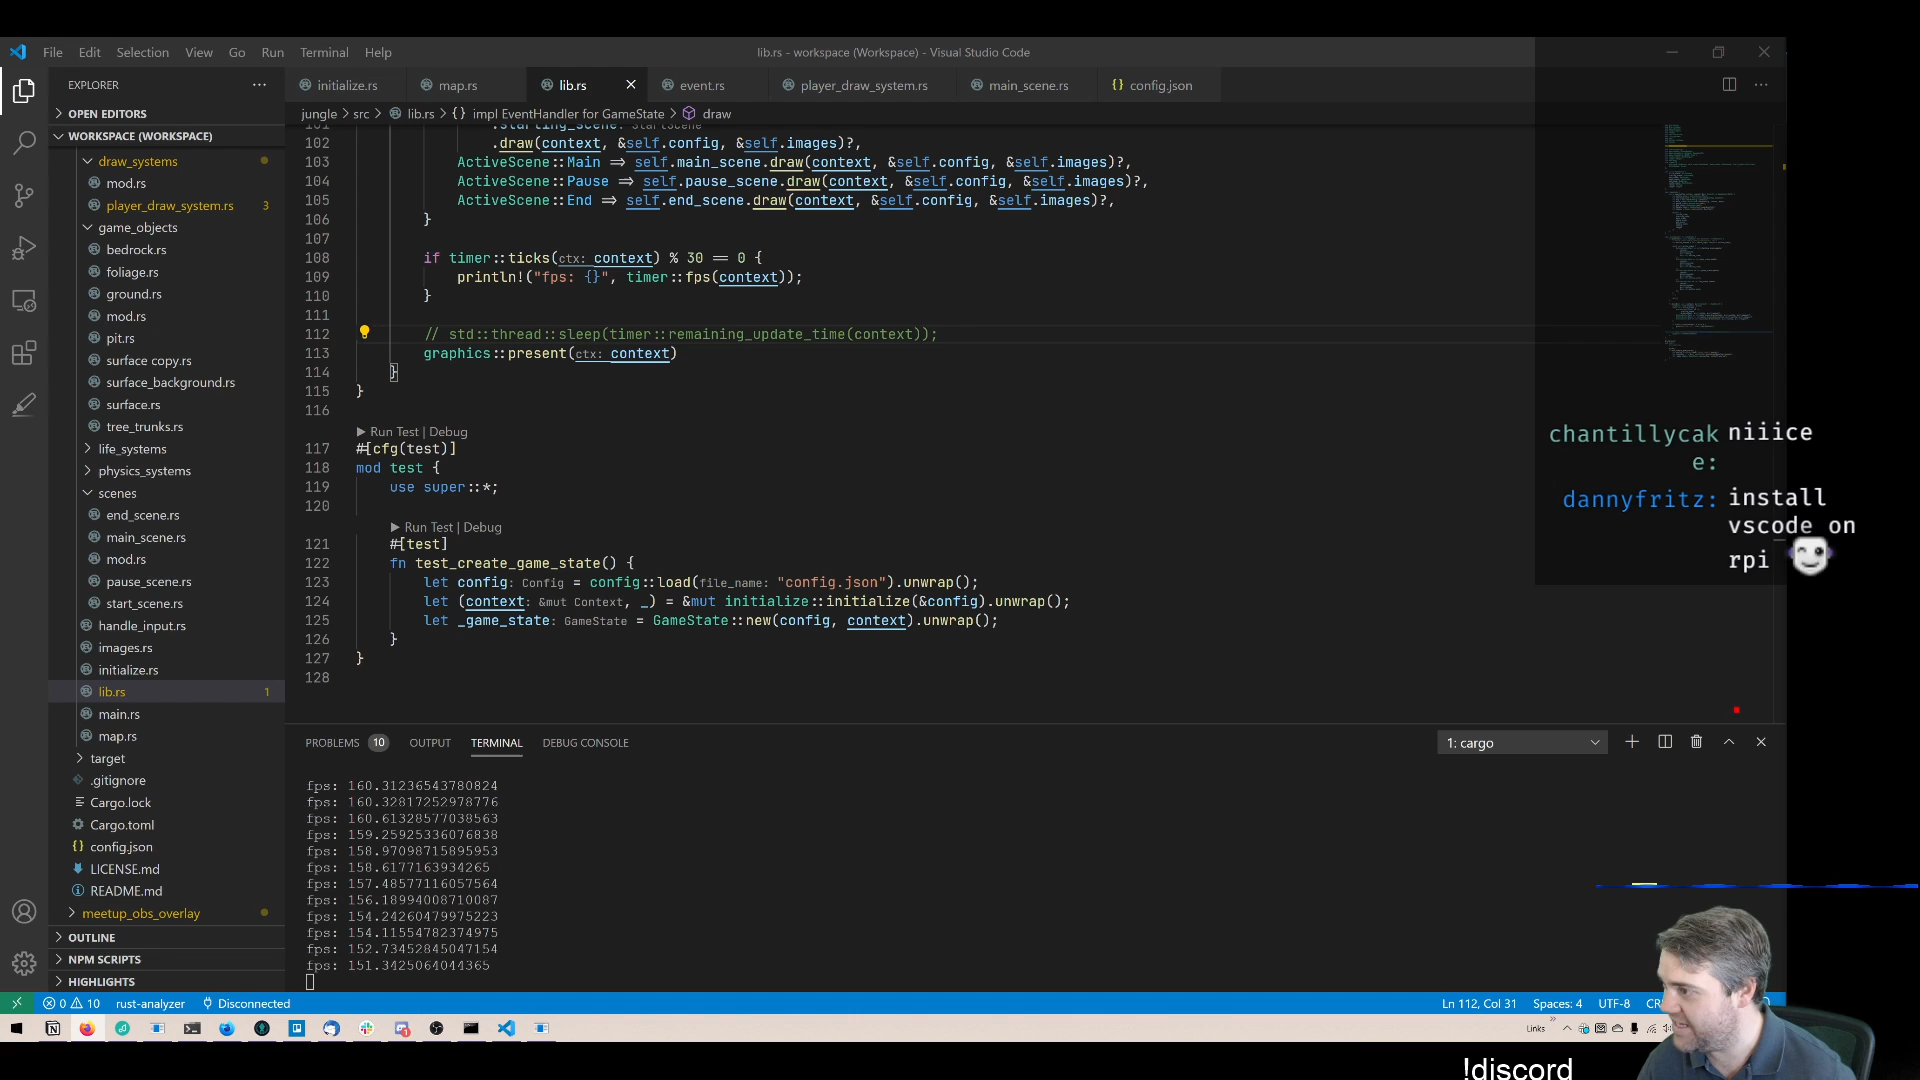 File Edit Selection View Go Run Terminal Help
lib.rs - workspace (Workspace) - Visual Studio Code
EXPLORER
initialize.rs map.rs lib.rs event.rs player_draw_system.rs main_scene.rs {} config.json
OPEN EDITORS
jungle > src > lib.rs > {} impl EventHandler for GameState > draw
WORKSPACE (WORKSPACE)
draw_systems
mod.rs
player_draw_system.rs 3
game_objects
bedrock.rs
foliage.rs
ground.rs
mod.rs
pit.rs
surface copy.rs
surface_background.rs
surface.rs
tree_trunks.rs
life_systems
physics_systems
scenes
end_scene.rs
main_scene.rs
mod.rs
pause_scene.rs
start_scene.rs
handle_input.rs
images.rs
initialize.rs
lib.rs 1
main.rs
map.rs
target
.gitignore
Cargo.lock
Cargo.toml
{} config.json
LICENSE.md
README.md
meetup_obs_overlay
OUTLINE
NPM SCRIPTS
HIGHLIGHTS
101 .starting_scene: StartScene
102 .draw(context, &self.config, &self.images)?,
103 ActiveScene::Main => self.main_scene.draw(context, &self.config, &self.images)?,
104 ActiveScene::Pause => self.pause_scene.draw(context, &self.config, &self.images)?,
105 ActiveScene::End => self.end_scene.draw(context, &self.config, &self.images)?,
106 }
107
108 if timer::ticks(ctx: context) % 30 == 0 {
109 println!("fps: {}", timer::fps(context));
110 }
111
112 // std::thread::sleep(timer::remaining_update_time(context));
113 graphics::present(ctx: context)
114 }
115 }
116
Run Test | Debug
117 #[cfg(test)]
118 mod test {
119 use super::*;
120
Run Test | Debug
121 #[test]
122 fn test_create_game_state() {
123 let config: Config = config::load(file_name: "config.json").unwrap();
124 let (context: &mut Context, _) = &mut initialize::initialize(&config).unwrap();
125 let _game_state: GameState = GameState::new(config, context).unwrap();
126 }
127 }
128
chantillycak niiice
e:
dannyfritz: install
vscode on
rpi
PROBLEMS 10 OUTPUT TERMINAL DEBUG CONSOLE
1: cargo
fps: 160.31236543780824
fps: 160.32817252978776
fps: 160.61328577038563
fps: 159.25925336076838
fps: 158.97098715895953
fps: 158.6177163934265
fps: 157.48577116057564
fps: 156.18994008710087
fps: 154.24260479975223
fps: 154.11554782374975
fps: 152.73452845047154
fps: 151.3425064044365
0 10 rust-analyzer Disconnected
Ln 112, Col 31 Spaces: 4 UTF-8
Links
!discord